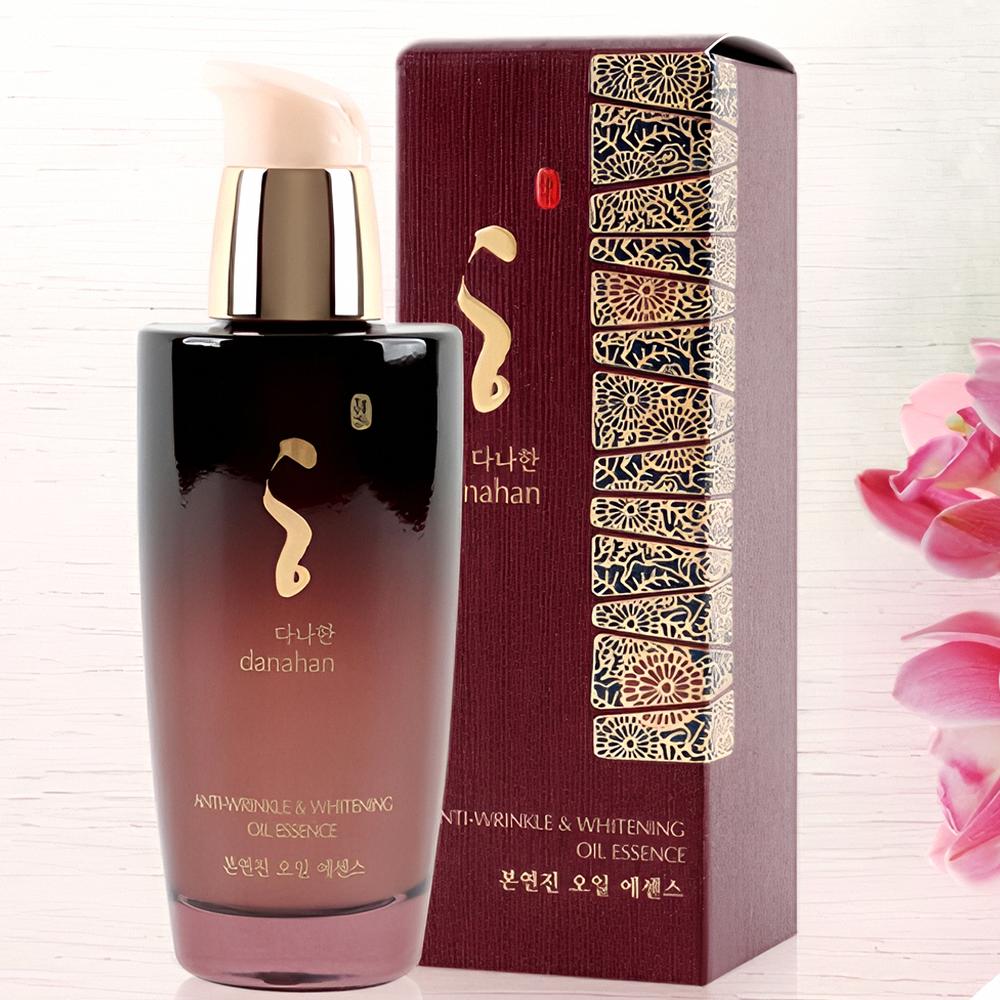 다나한
danahan
ANTI-WRINKLE & WHITENING
OIL ESSENCE
본연진 오일 에센스
다나한
nahan
NTI-WRINKLE & WHITENING
OIL ESSENCE
본연진 오일 에센스